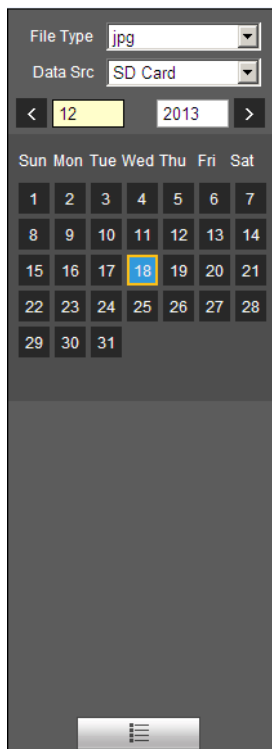 File Type jpg
Data Src SD Card
< 12 2013 >
Sun Mon Tue Wed Thu Fri Sat
1 2 3 4 5 6 7
8 9 10 11 12 13 14
15 16 17 18 19 20 21
22 23 24 25 26 27 28
29 30 31